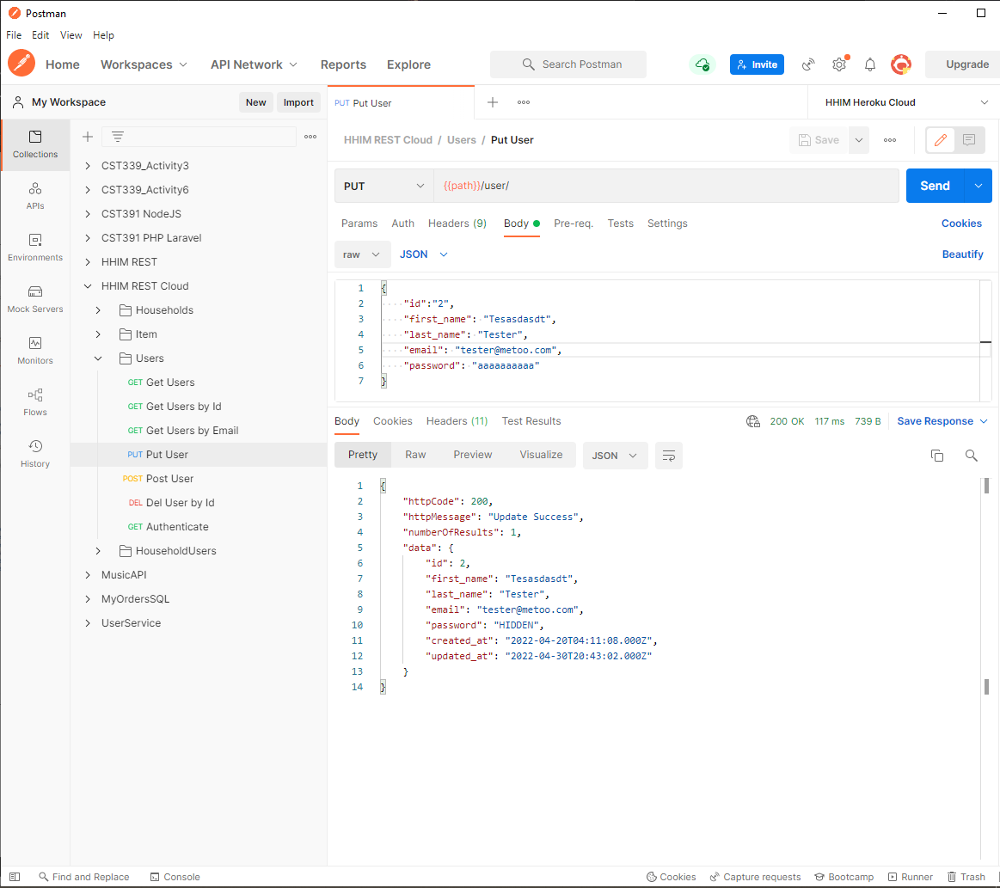 Postman
File Edit View Help
Home Workspaces API Network Reports Explore Search Postman Invite Upgrade
My Workspace New Import
PUT Put User
HHIM Heroku Cloud
Collections
APIs
Environments
Mock Servers
Monitors
Flows
History
CST339_Activity3
CST339_Activity6
CST391 NodeJS
CST391 PHP Laravel
HHIM REST
HHIM REST Cloud
Households
Item
Users
GET Get Users
GET Get Users by Id
GET Get Users by Email
PUT Put User
POST Post User
DEL Del User by Id
GET Authenticate
HouseholdUsers
MusicAPI
MyOrdersSQL
UserService
HHIM REST Cloud / Users / Put User Save
PUT {{path}}/user/ Send
Params Auth Headers (9) Body Pre-req. Tests Settings Cookies
raw JSON Beautify
1 {
2 "id":"2",
3 "first_name": "Tesasdasdt",
4 "last_name": "Tester",
5 "email": "tester@metoo.com",
6 "password": "aaaaaaaaaa"
7 }
Body Cookies Headers (11) Test Results 200 OK 117 ms 739 B Save Response
Pretty Raw Preview Visualize JSON
1 {
2 "httpCode": 200,
3 "httpMessage": "Update Success",
4 "numberOfResults": 1,
5 "data": {
6 "id": 2,
7 "first_name": "Tesasdasdt",
8 "last_name": "Tester",
9 "email": "tester@metoo.com",
10 "password": "HIDDEN",
11 "created_at": "2022-04-20T04:11:08.000Z",
12 "updated_at": "2022-04-30T20:43:02.000Z"
13 }
14 }
Find and Replace Console Cookies Capture requests Bootcamp Runner Trash